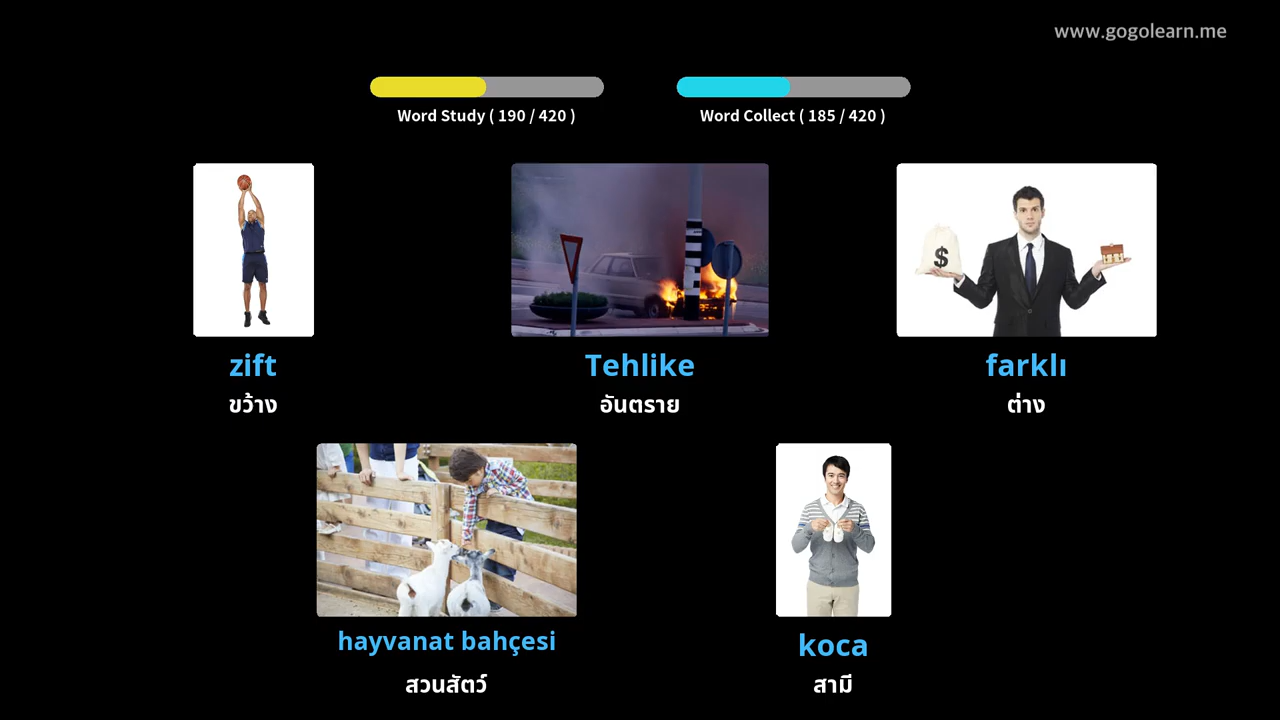 www.gogolearn.me
Word Study ( 190 / 420 )
Word Collect ( 185 / 420 )
$
zift
Tehlike
farklı
ขว้าง
อันตราย
ต่าง
hayvanat bahçesi
koca
สวนสัตว์
สามี